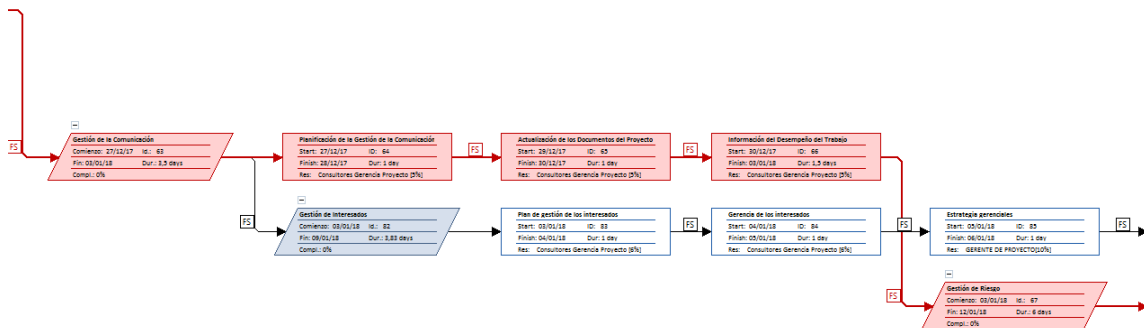 FS
Gestión de la Comunicación
Comienzo: 27/12/17 Id.: 63
Fin: 03/01/18 Dur.: 3,5 days
Compl.: 0%
Planificación de la Gestión de la Comunicación
Start: 27/12/17 ID: 64
Finish: 28/12/17 Dur: 1 day
Res: Consultores Gerencia Proyecto [5%]
FS
Actualización de los Documentos del Proyecto
Start: 29/12/17 ID: 65
Finish: 30/12/17 Dur: 1 day
Res: Consultores Gerencia Proyecto [5%]
FS
Información del Desempeño del Trabajo
Start: 30/12/17 ID: 66
Finish: 03/01/18 Dur: 1,5 days
Res: Consultores Gerencia Proyecto [5%]
FS
Gestión de Interesados
Comienzo: 03/01/18 Id.: 82
Fin: 09/01/18 Dur.: 3,83 days
Compl.: 0%
Plan de gestión de los interesados
Start: 03/01/18 ID: 83
Finish: 04/01/18 Dur: 1 day
Res: Consultores Gerencia Proyecto [6%]
FS
Gerencia de los interesados
Start: 04/01/18 ID: 84
Finish: 05/01/18 Dur: 1 day
Res: Consultores Gerencia Proyecto [6%]
FS
Estrategia gerenciales
Start: 05/01/18 ID: 85
Finish: 06/01/18 Dur: 1 day
Res: GERENTE DE PROYECTO[10%]
FS
FS
Gestión de Riesgo
Comienzo: 03/01/18 Id.: 67
Fin: 12/01/18 Dur.: 6 days
Compl.: 0%